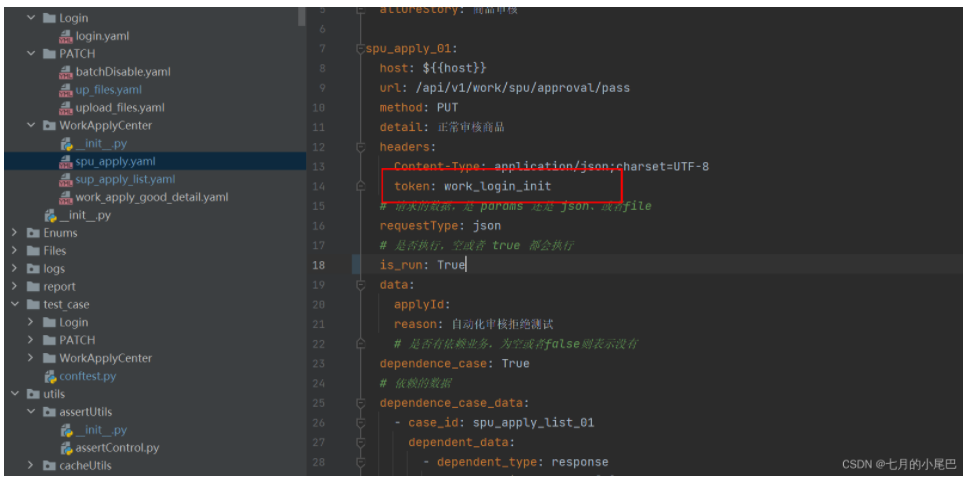 Login
login.yaml
PATCH
batchDisable.yaml
up_files.yaml
upload_files.yaml
WorkApplyCenter
__init__.py
spu_apply.yaml
sup_apply_list.yaml
work_apply_good_detail.yaml
__init__.py
Enums
Files
logs
report
test_case
Login
PATCH
WorkApplyCenter
conftest.py
utils
assertUtils
__init__.py
assertControl.py
cacheUtils
5 allureStory: 商品审核
6
7 spu_apply_01:
8 host: ${{host}}
9 url: /api/v1/work/spu/approval/pass
10 method: PUT
11 detail: 正常审核商品
12 headers:
13 Content-Type: application/json;charset=UTF-8
14 token: work_login_init
15 # 请求的数据，是 params 还是 json、或者file
16 requestType: json
17 # 是否执行，空或者 true 都会执行
18 is_run: True
19 data:
20 applyId:
21 reason: 自动化审核拒绝测试
22 # 是否有依赖业务，为空或者false则表示没有
23 dependence_case: True
24 # 依赖的数据
25 dependence_case_data:
26 - case_id: spu_apply_list_01
27 dependent_data:
28 - dependent_type: response
CSDN @七月的小尾巴